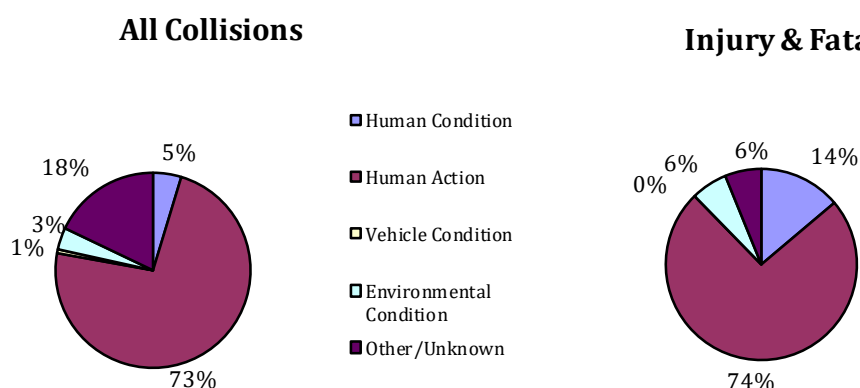 All Collisions
Injury & Fata
Human Condition
Human Action
Vehicle Condition
Environmental
Condition
Other/Unknown
5%
18%
3%
1%
73%
6%
6%
14%
0%
74%